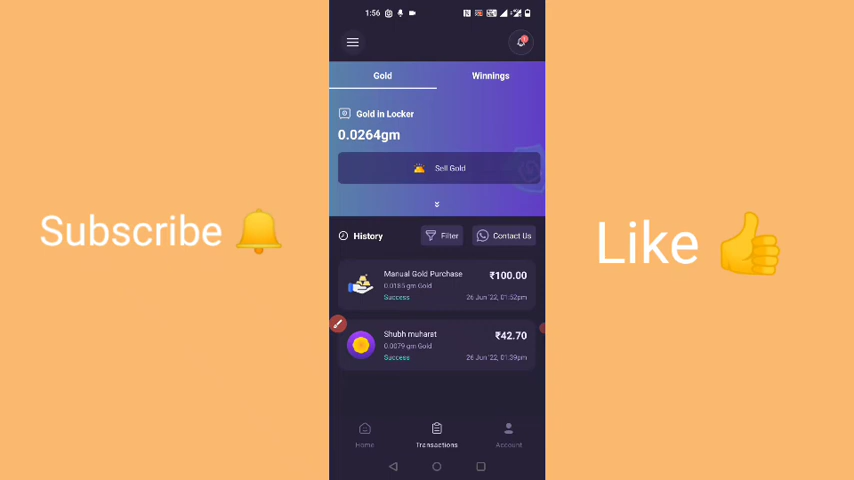 1:56
Gold Winnings
Gold in Locker
0.0264gm
Sell Gold
Subscribe
Like
History Filter Contact Us
Manual Gold Purchase ₹100.00
0.0185 gm Gold
Success 26 Jun '22, 01:52pm
Shubh muharat ₹42.70
0.0079 gm Gold
Success 26 Jun '22, 01:39pm
Home Transactions Account